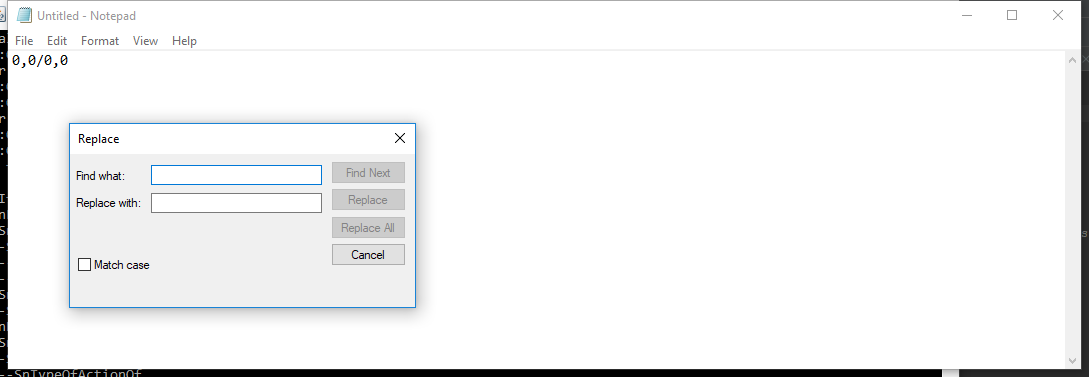 Untitled - Notepad
File Edit Format View Help
0,0/0,0
Replace
Find what:
Find Next
Replace with:
Replace
Replace All
Cancel
Match case
--SnTypeOfActionOf